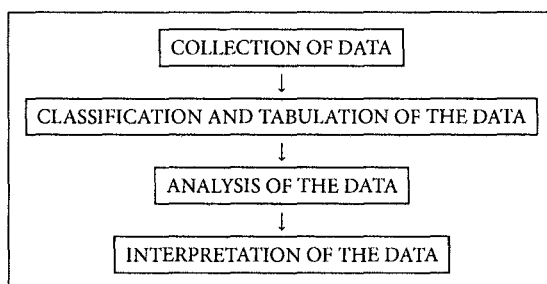 COLLECTION OF DATA
CLASSIFICATION AND TABULATION OF THE DATA
ANALYSIS OF THE DATA
INTERPRETATION OF THE DATA